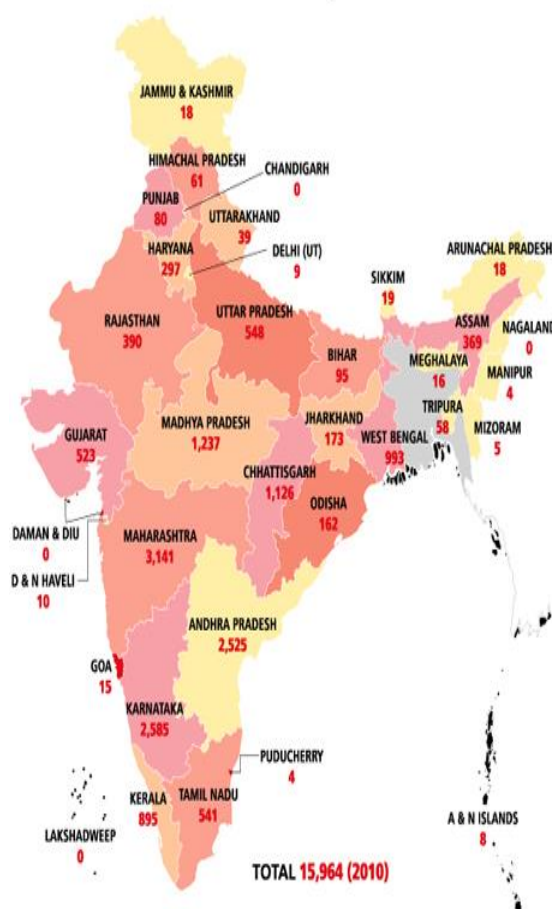 JAMMU & KASHMIR
18
HIMACHAL PRADESH
61
CHANDIGARH
0
PUNJAB
80
UTTARAKHAND
39
HARYANA
297
DELHI (UT)
9
ARUNACHAL PRADESH
18
SIKKIM
19
RAJASTHAN
390
UTTAR PRADESH
548
ASSAM
369
NAGALAND
0
BIHAR
95
MEGHALAYA
16
MANIPUR
4
MADHYA PRADESH
1,237
JHARKHAND
173
TRIPURA
58
GUJARAT
523
WEST BENGAL
993
MIZORAM
5
CHHATTISGARH
1,126
ODISHA
162
DAMAN & DIU
0
MAHARASHTRA
3,141
D & N HAVELI
10
ANDHRA PRADESH
2,525
GOA
15
KARNATAKA
2,585
PUDUCHERRY
4
KERALA
895
TAMIL NADU
541
A & N ISLANDS
8
LAKSHADWEEP
0
TOTAL 15,964 (2010)